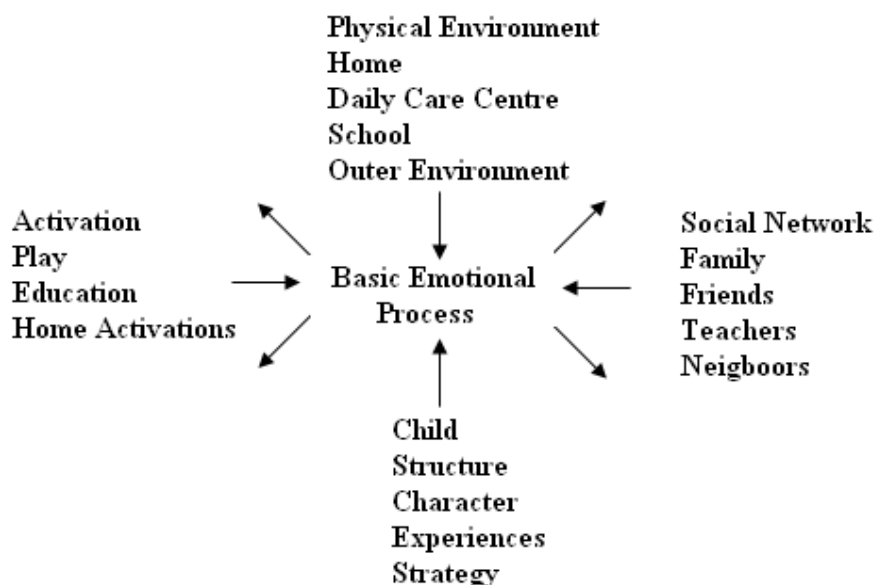 Physical Environment
Home
Daily Care Centre
School
Outer Environment
Activation
Play
Education
Home Activations
Basic Emotional
Process
Social Network
Family
Friends
Teachers
Neigboors
Child
Structure
Character
Experiences
Strategy